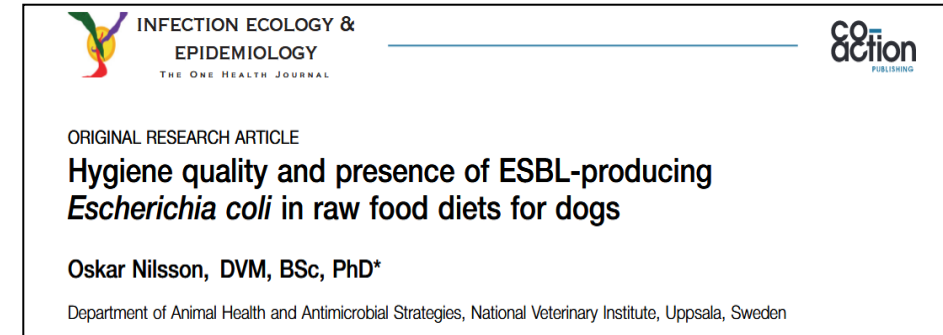 INFECTION ECOLOGY &
EPIDEMIOLOGY
THE ONE HEALTH JOURNAL
co-
action
PUBLISHING
ORIGINAL RESEARCH ARTICLE
Hygiene quality and presence of ESBL-producing
Escherichia coli in raw food diets for dogs
Oskar Nilsson, DVM, BSc, PhD*
Department of Animal Health and Antimicrobial Strategies, National Veterinary Institute, Uppsala, Sweden